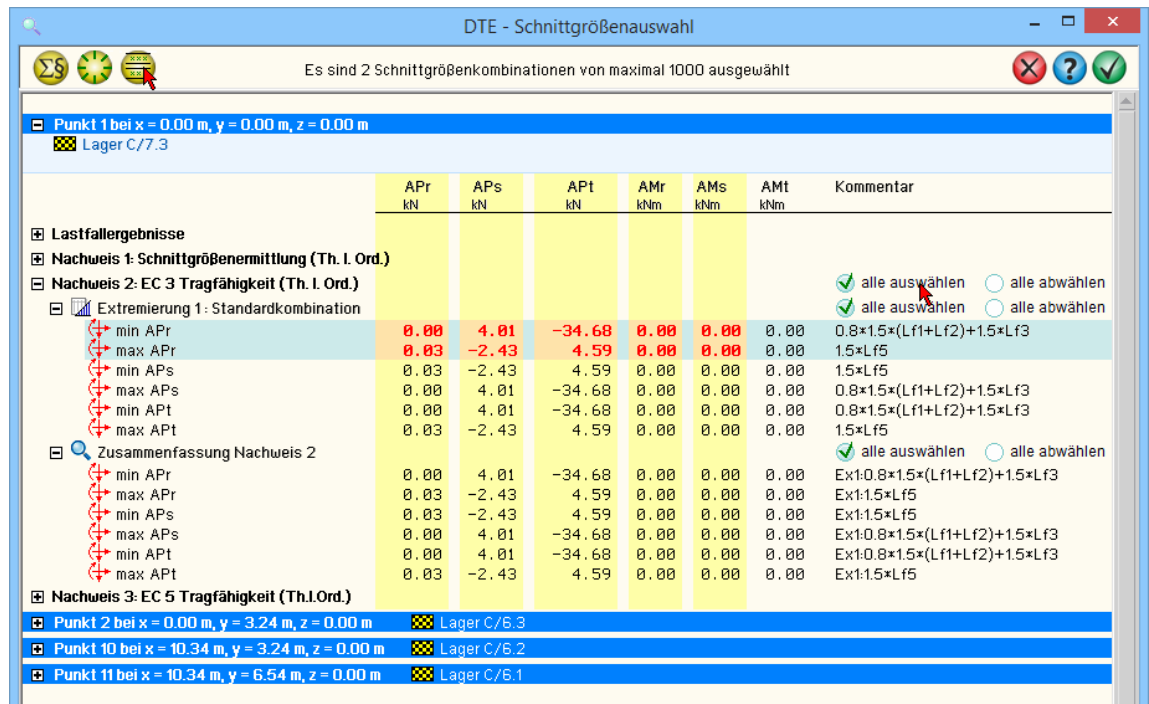 DTE - Schnittgrößenauswahl
Σ§ Es sind 2 Schnittgrößenkombinationen von maximal 1000 ausgewählt ?
Punkt 1 bei x = 0.00 m, y = 0.00 m, z = 0.00 m
Lager C/7.3
APr APs APt AMr AMs AMt Kommentar
kN kN kN kNm kNm kNm
Lastfallergebnisse
Nachweis 1: Schnittgrößenermittlung (Th. I. Ord.)
Nachweis 2: EC 3 Tragfähigkeit (Th. I. Ord.) alle auswählen alle abwählen
Extremierung 1 : Standardkombination alle auswählen alle abwählen
min APr 0.00 4.01 -34.68 0.00 0.00 0.00 0.8*1.5*(Lf1+Lf2)+1.5*Lf3
max APr 0.03 -2.43 4.59 0.00 0.00 0.00 1.5*Lf5
min APs 0.03 -2.43 4.59 0.00 0.00 0.00 1.5*Lf5
max APs 0.00 4.01 -34.68 0.00 0.00 0.00 0.8*1.5*(Lf1+Lf2)+1.5*Lf3
min APt 0.00 4.01 -34.68 0.00 0.00 0.00 0.8*1.5*(Lf1+Lf2)+1.5*Lf3
max APt 0.03 -2.43 4.59 0.00 0.00 0.00 1.5*Lf5
Zusammenfassung Nachweis 2 alle auswählen alle abwählen
min APr 0.00 4.01 -34.68 0.00 0.00 0.00 Ex1:0.8*1.5*(Lf1+Lf2)+1.5*Lf3
max APr 0.03 -2.43 4.59 0.00 0.00 0.00 Ex1:1.5*Lf5
min APs 0.03 -2.43 4.59 0.00 0.00 0.00 Ex1:1.5*Lf5
max APs 0.00 4.01 -34.68 0.00 0.00 0.00 Ex1:0.8*1.5*(Lf1+Lf2)+1.5*Lf3
min APt 0.00 4.01 -34.68 0.00 0.00 0.00 Ex1:0.8*1.5*(Lf1+Lf2)+1.5*Lf3
max APt 0.03 -2.43 4.59 0.00 0.00 0.00 Ex1:1.5*Lf5
Nachweis 3: EC 5 Tragfähigkeit (Th.I.Ord.)
Punkt 2 bei x = 0.00 m, y = 3.24 m, z = 0.00 m Lager C/6.3
Punkt 10 bei x = 10.34 m, y = 3.24 m, z = 0.00 m Lager C/6.2
Punkt 11 bei x = 10.34 m, y = 6.54 m, z = 0.00 m Lager C/6.1